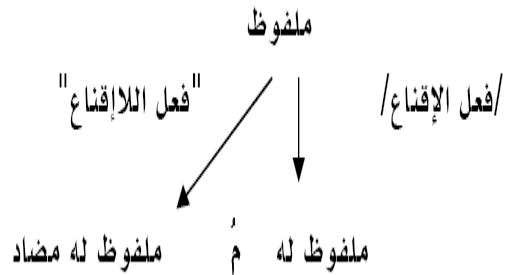 ملفوظ
/فعل الإقناع/ "فعل اللاإقناع"
ملفوظ له مُ ملفوظ له مضاد